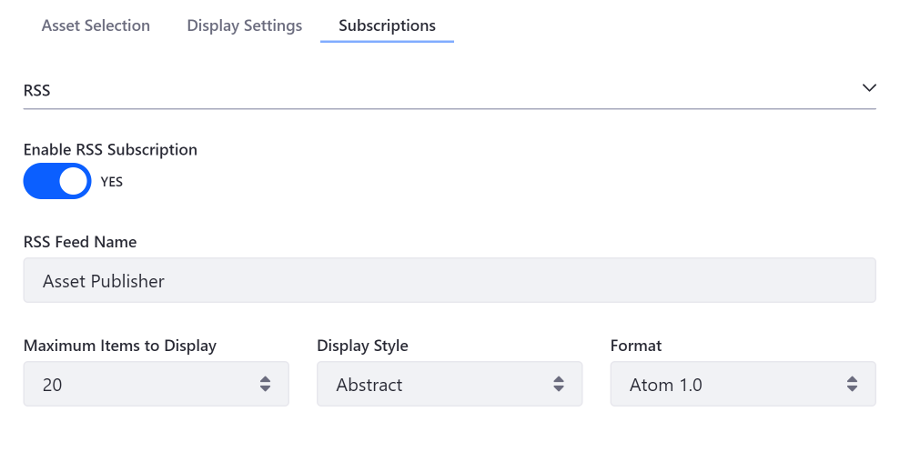 Asset Selection Display Settings Subscriptions
RSS
Enable RSS Subscription
YES
RSS Feed Name
Asset Publisher
Maximum Items to Display Display Style Format
20 Abstract Atom 1.0